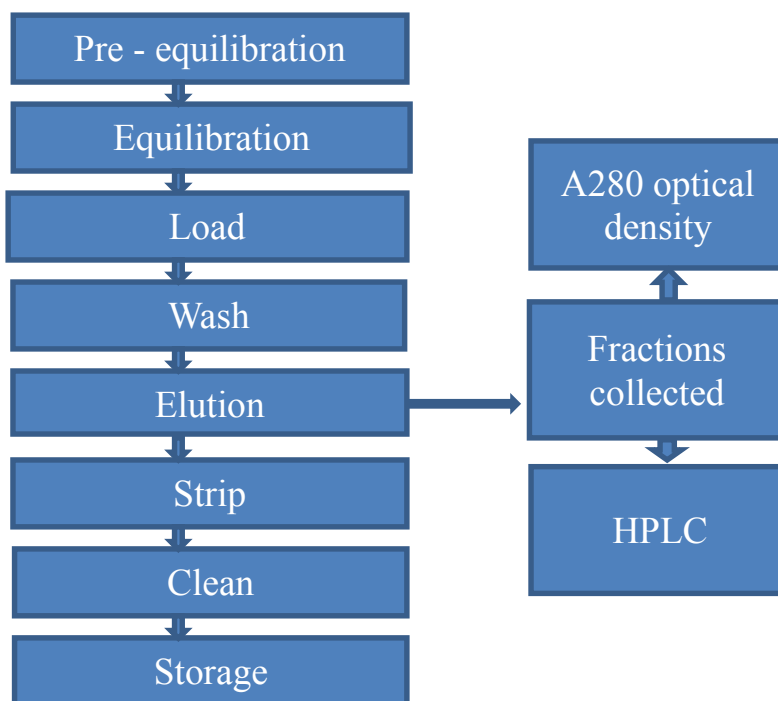 Pre - equilibration
Equilibration
Load
Wash
Elution
Strip
Clean
Storage
A280 optical
density
Fractions
collected
HPLC